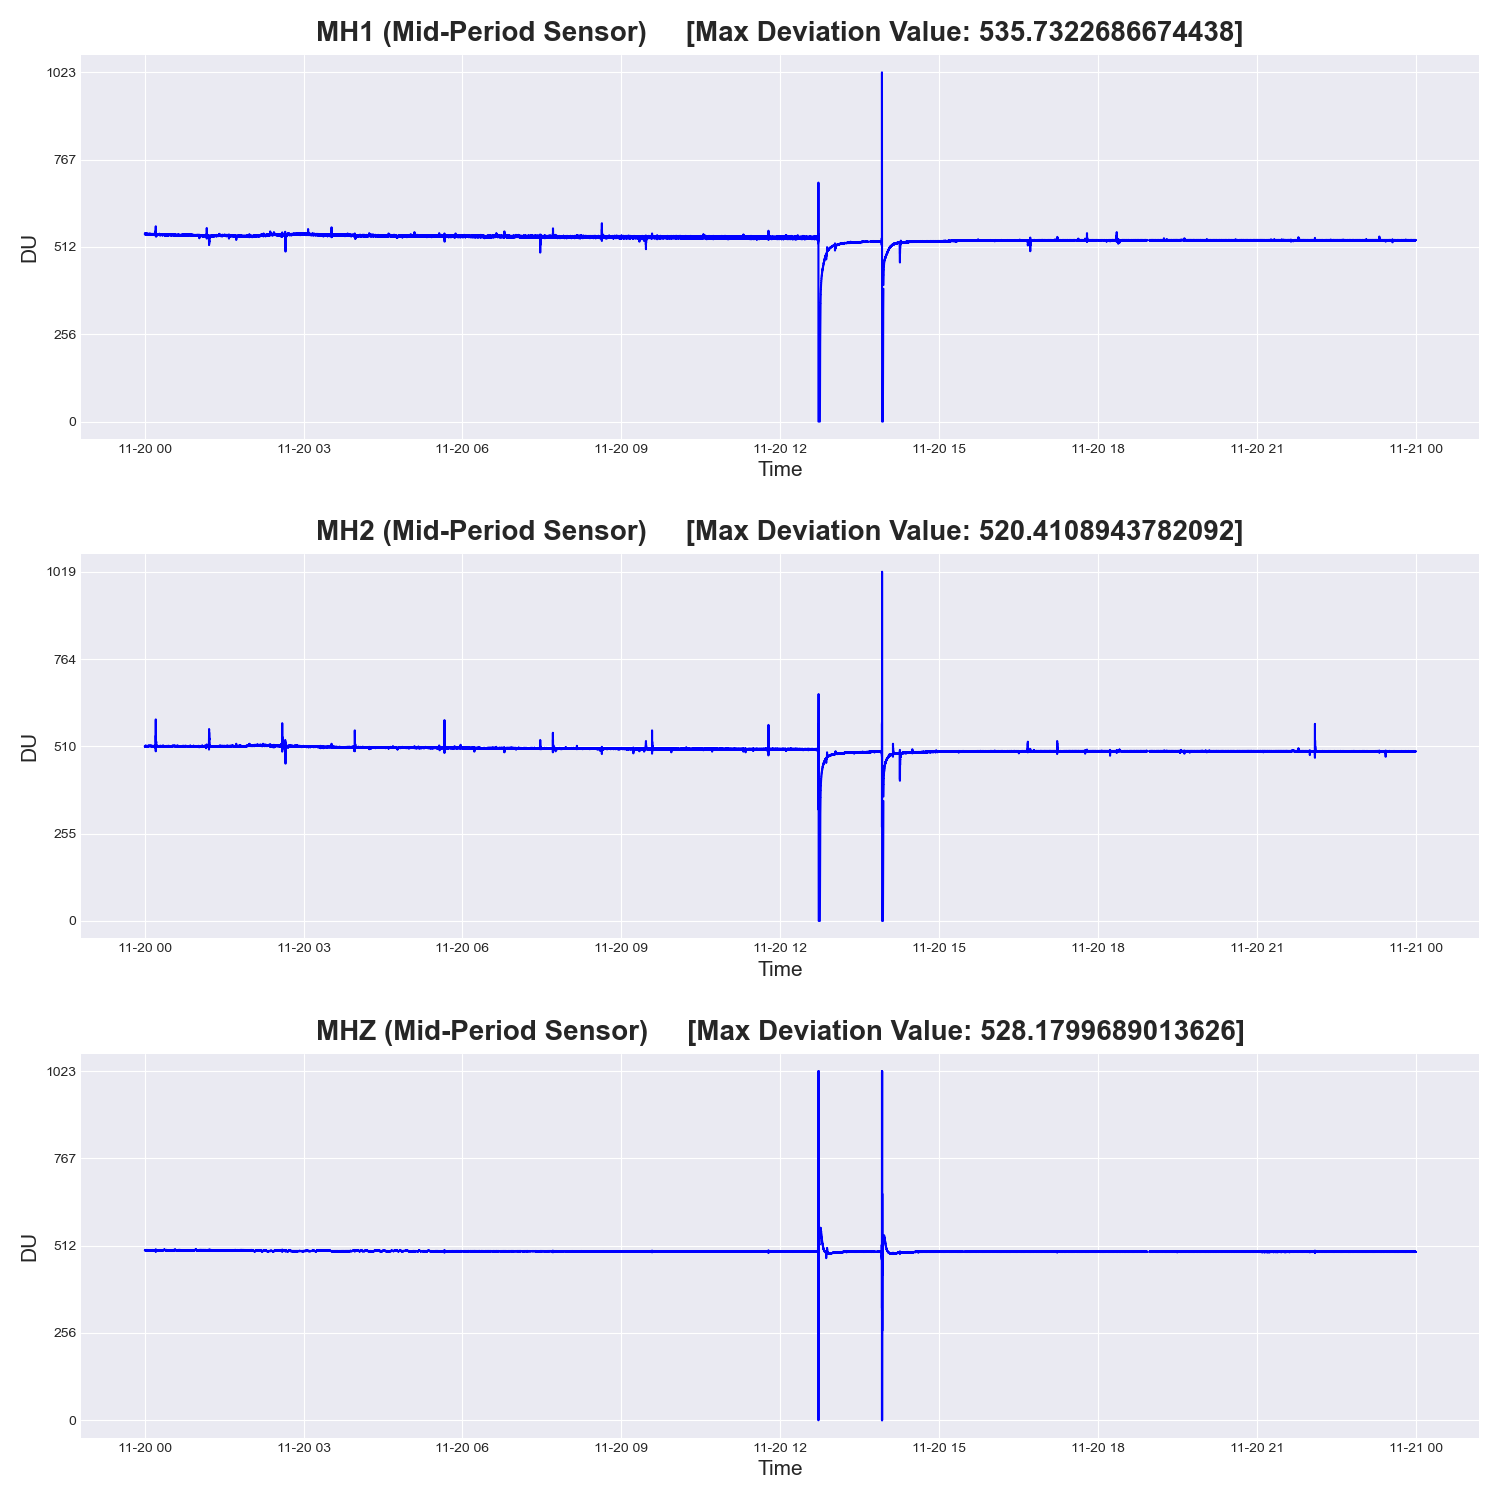 MH1 (Mid-Period Sensor) [Max Deviation Value: 535.7322686674438]
1023
767
512
256
0
DU
11-20 00 11-20 03 11-20 06 11-20 09 11-20 12 11-20 15 11-20 18 11-20 21 11-21 00
Time
MH2 (Mid-Period Sensor) [Max Deviation Value: 520.4108943782092]
1019
764
510
255
0
DU
11-20 00 11-20 03 11-20 06 11-20 09 11-20 12 11-20 15 11-20 18 11-20 21 11-21 00
Time
MHZ (Mid-Period Sensor) [Max Deviation Value: 528.1799689013626]
1023
767
512
256
0
DU
11-20 00 11-20 03 11-20 06 11-20 09 11-20 12 11-20 15 11-20 18 11-20 21 11-21 00
Time